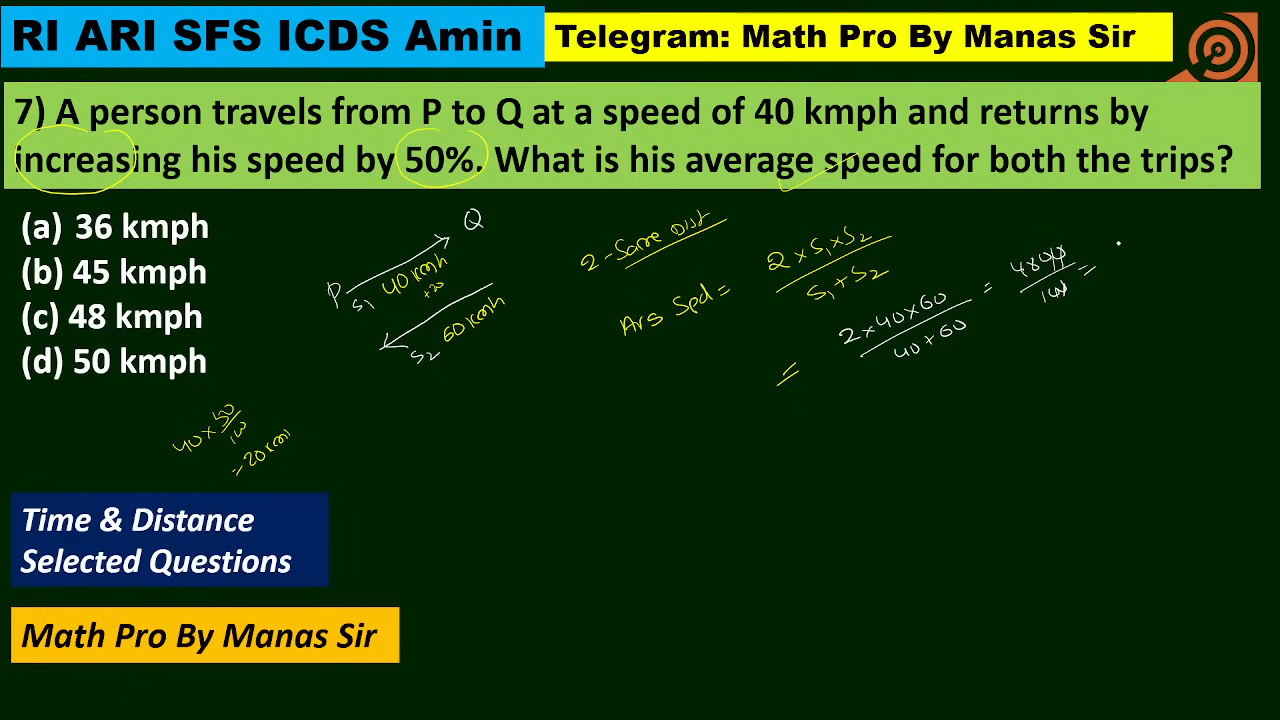 RI ARI SFS ICDS Amin
Telegram: Math Pro By Manas Sir
7) A person travels from P to Q at a speed of 40 kmph and returns by
increasing his speed by 50%. What is his average speed for both the trips?
(a) 36 kmph
(b) 45 kmph
(c) 48 kmph
(d) 50 kmph
P
Q
S1 40 kmh
+20
S2 60 kmh
2-Same Dist
Avg Spd = 2 × S1 × S2
S1 + S2
= 2 × 40 × 60
40 + 60
=
=
40 × 50
100
= 20 kmh
Time & Distance
Selected Questions
Math Pro By Manas Sir